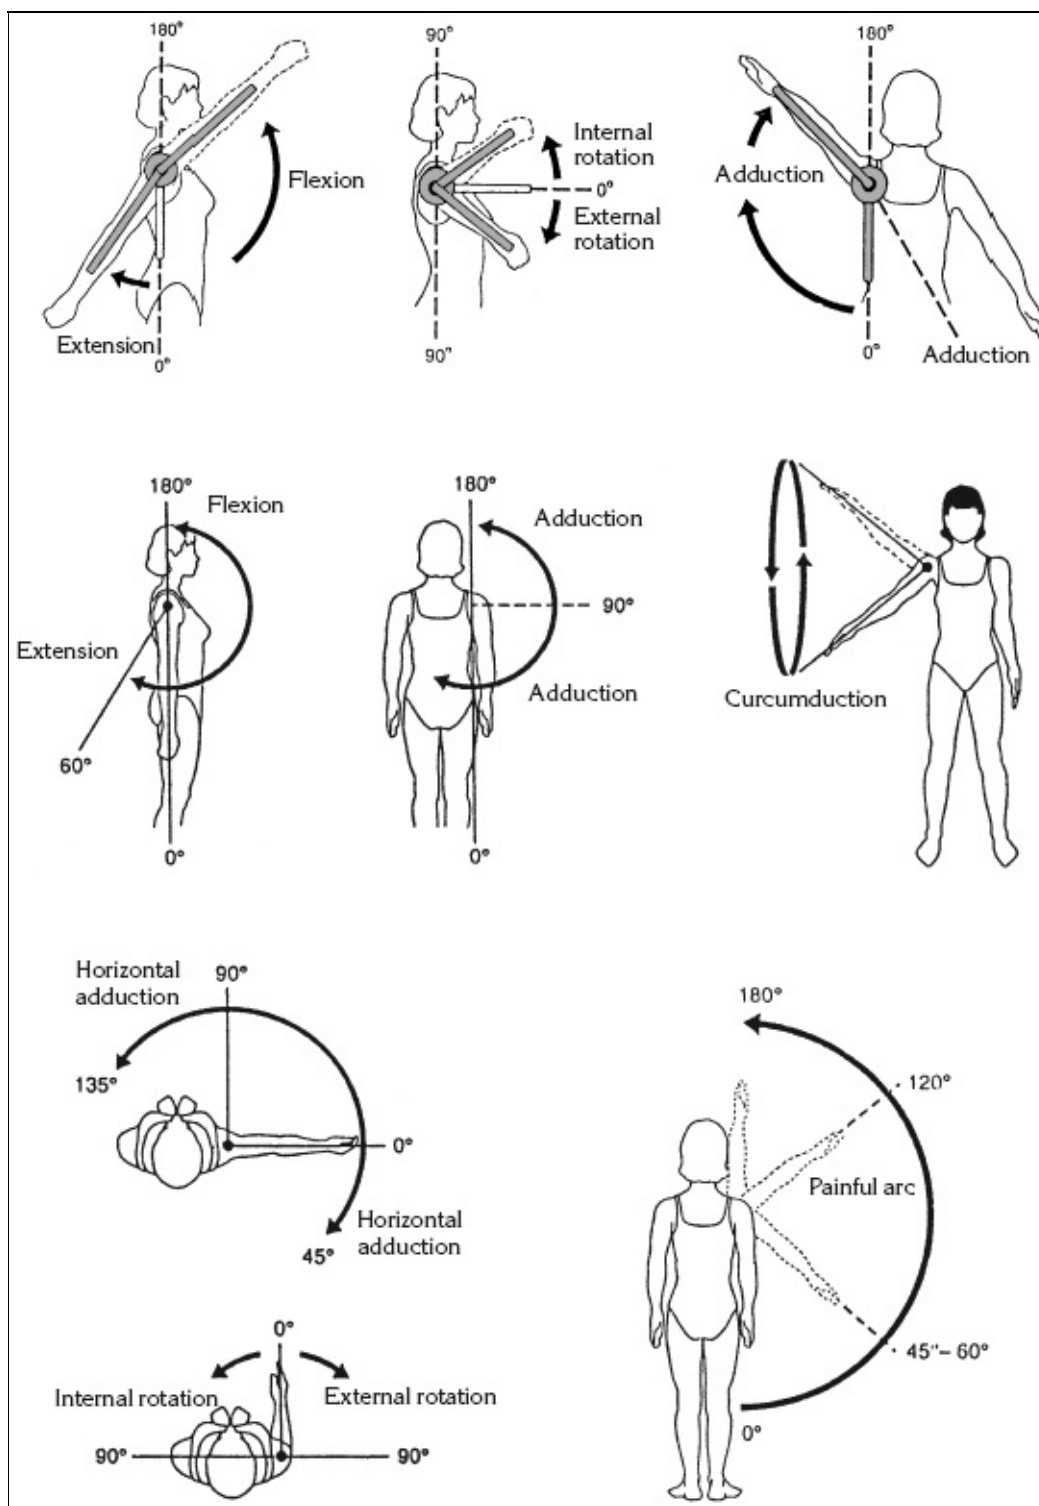 180°
Flexion
Extension
0°
90°
Internal
rotation
0°
External
rotation
90"
180°
Adduction
0°
Adduction
180°
Flexion
Extension
60°
0°
180°
Adduction
90°
Adduction
0°
Curcumduction
Horizontal
adduction
90°
135°
0°
Horizontal
adduction
45°
0°
Internal rotation
External rotation
90°
90°
180°
120°
Painful arc
45"– 60°
0°